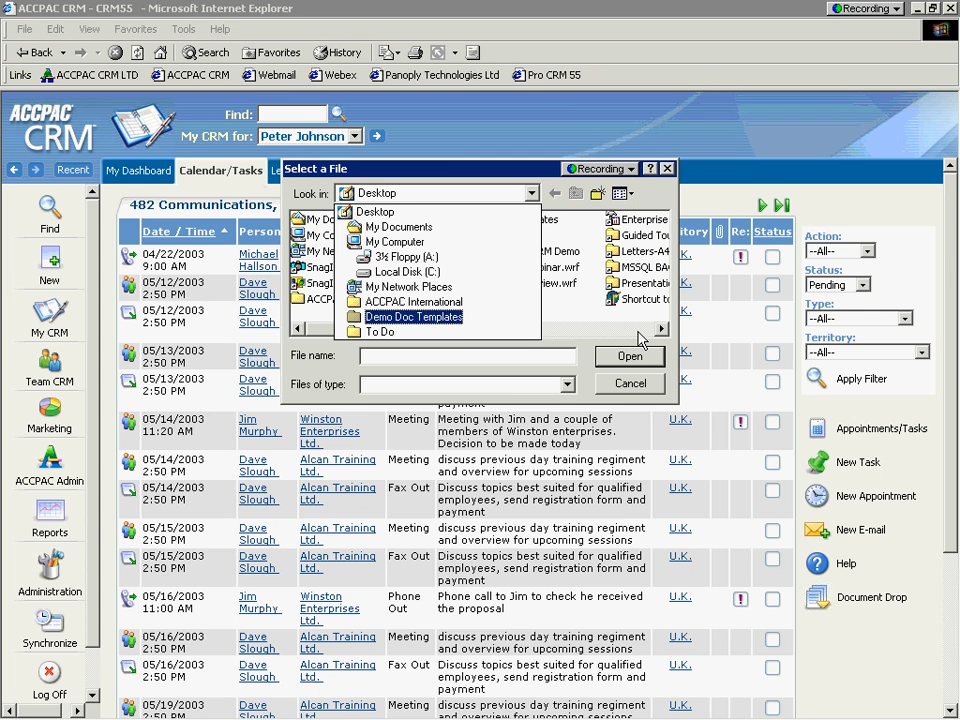 ACCPAC CRM - CRM55 - Microsoft Internet Explorer
Recording
File Edit View Favorites Tools Help
Back Search Favorites History
Links ACCPAC CRM LTD ACCPAC CRM Webmail Webex Panoply Technologies Ltd Pro CRM 55
ACCPAC CRM
Find:
My CRM for: Peter Johnson
Recent My Dashboard Calendar/Tasks
Find
New
My CRM
Team CRM
Marketing
ACCPAC Admin
Reports
Administration
Synchronize
Log Off
Select a File Recording
Look in: Desktop
Desktop
My Documents
My Computer
3½ Floppy (A:)
Local Disk (C:)
My Network Places
ACCPAC International
Demo Doc Templates
To Do
Enterprise
Guided
Letters-A4
MSSQL
Shortcut
File name: Open
Files of type: Cancel
482 Communications,
Date / Time Person Re: Status
04/22/2003 9:00 AM Michael Hallson
05/12/2003 2:50 PM Dave Slough
05/12/2003 2:50 PM Dave Slough
05/13/2003 2:50 PM Dave Slough
05/13/2003 2:50 PM Dave Slough payment
05/14/2003 11:20 AM Jim Murphy Winston Enterprises Ltd. Meeting Meeting with Jim and a couple of members of Winston enterprises. Decision to be made today U.K.
05/14/2003 2:50 PM Dave Slough Alcan Training Ltd. Meeting discuss previous day training regiment and overview for upcoming sessions U.K.
05/14/2003 2:50 PM Dave Slough Alcan Training Ltd. Fax Out Discuss topics best suited for qualified employees, send registration form and payment U.K.
05/15/2003 2:50 PM Dave Slough Alcan Training Ltd. Meeting discuss previous day training regiment and overview for upcoming sessions U.K.
05/15/2003 2:50 PM Dave Slough Alcan Training Ltd. Fax Out Discuss topics best suited for qualified employees, send registration form and payment U.K.
05/16/2003 11:00 AM Jim Murphy Winston Enterprises Ltd. Phone Out Phone call to Jim to check he received the proposal U.K.
05/16/2003 2:50 PM Dave Slough Alcan Training Ltd. Meeting discuss previous day training regiment and overview for upcoming sessions U.K.
05/16/2003 2:50 PM Dave Slough Alcan Training Ltd. Fax Out Discuss topics best suited for qualified employees, send registration form and payment U.K.
05/19/2003 Dave Alcan Training Meeting discuss previous day training regiment U.K.
Action:
--All--
Status:
Pending
Type:
--All--
Territory:
--All--
Apply Filter
Appointments/Tasks
New Task
New Appointment
New E-mail
Help
Document Drop